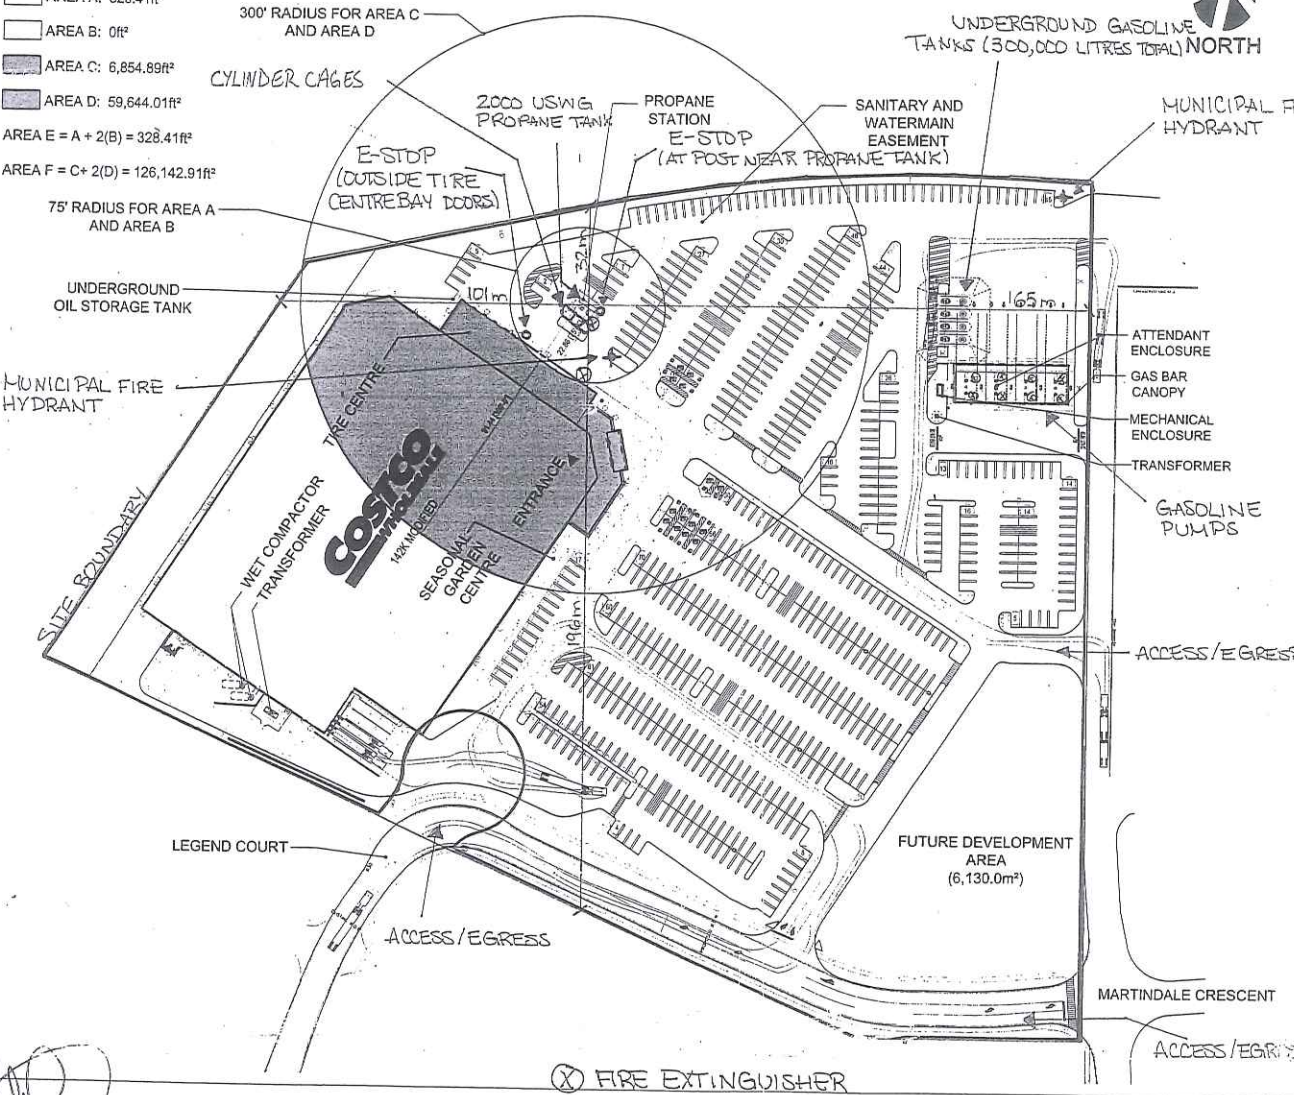 300' RADIUS FOR AREA C
AND AREA D
AREA B: 0ft²
AREA C: 6,854.89ft²
AREA D: 59,644.01ft²
AREA E = A + 2(B) = 328.41ft²
AREA F = C+ 2(D) = 126,142.91ft²
CYLINDER CAGES
UNDERGROUND GASOLINE
TANKS (300,000 LITRES TOTAL)
NORTH
2000 USWG
PROPANE TANK
PROPANE
STATION
SANITARY AND
WATERMAIN
EASEMENT
MUNICIPAL
HYDRANT
E-STOP
(AT POST NEAR PROPANE TANK)
E-STOP
(OUTSIDE TIRE
CENTRE BAY DOORS)
75' RADIUS FOR AREA A
AND AREA B
UNDERGROUND
OIL STORAGE TANK
32m
101m
165m
MUNICIPAL FIRE
HYDRANT
ATTENDANT
ENCLOSURE
GAS BAR
CANOPY
MECHANICAL
ENCLOSURE
TRANSFORMER
GASOLINE
PUMPS
TIRE CENTRE
COSTCO
WHOLESALE
142K MODIFIED
ENTRANCE
SEASONAL
GARDEN
CENTRE
WET COMPACTOR
TRANSFORMER
SITE BOUNDARY
196m
ACCESS/EGRESS
LEGEND COURT
ACCESS/EGRESS
FUTURE DEVELOPMENT
AREA
(6,130.0m²)
MARTINDALE CRESCENT
ACCESS/EGR
X FIRE EXTINGUISHER